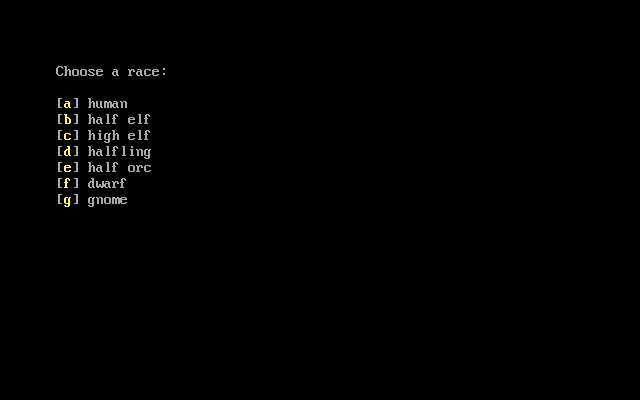 Choose a race:
[a] human
[b] half elf
[c] high elf
[d] halfling
[e] half orc
[f] dwarf
[g] gnome